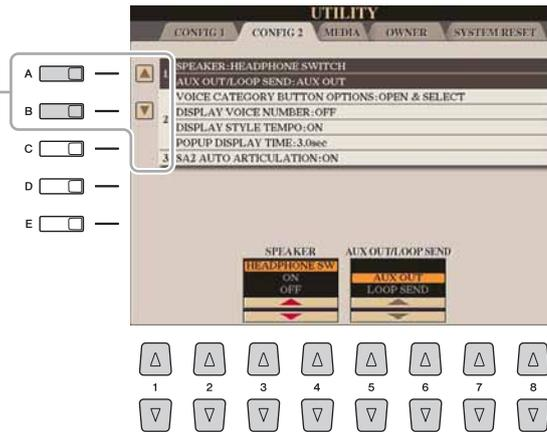 UTILITY
CONFIG 1 CONFIG 2 MEDIA OWNER SYSTEM RESET
A
B
C
D
E
1 SPEAKER:HEADPHONE SWITCH
AUX OUT/LOOP SEND:AUX OUT
2 VOICE CATEGORY BUTTON OPTIONS:OPEN & SELECT
DISPLAY VOICE NUMBER:OFF
DISPLAY STYLE TEMPO:ON
POPUP DISPLAY TIME:3.0sec
3 SA2 AUTO ARTICULATION:ON
SPEAKER AUX OUT/LOOP SEND
HEADPHONE SW
ON AUX OUT
OFF LOOP SEND
1 2 3 4 5 6 7 8